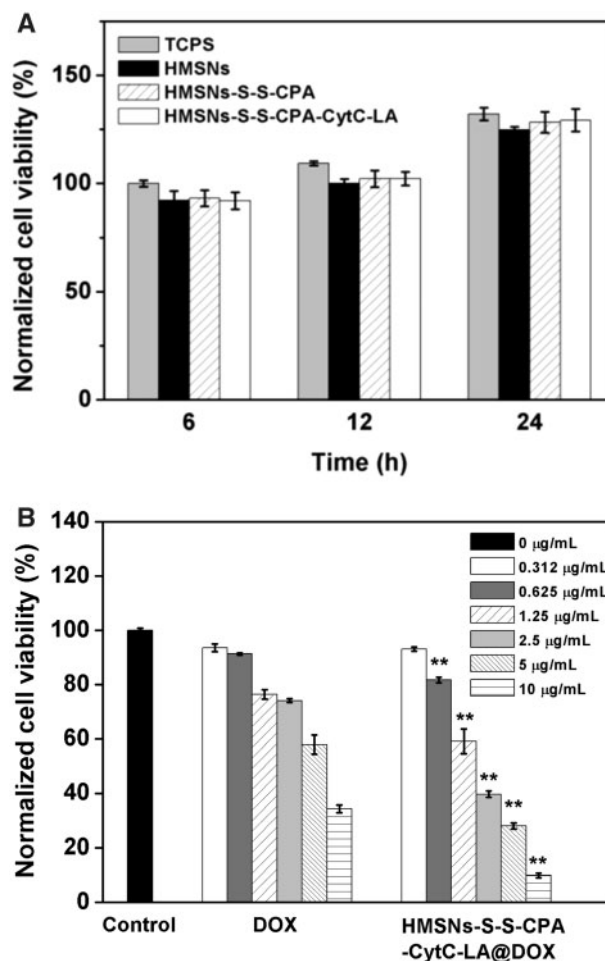 A
Normalized cell viability (%)
150
100
50
0
TCPS
HMSNs
HMSNs-S-S-CPA
HMSNs-S-S-CPA-CytC-LA
6 12 24
Time (h)
B
Normalized cell viability (%)
140
120
100
80
60
40
20
0
0 μg/mL
0.312 μg/mL
0.625 μg/mL
1.25 μg/mL
2.5 μg/mL
5 μg/mL
10 μg/mL
**
**
**
**
**
Control DOX HMSNs-S-S-CPA
-CytC-LA@DOX